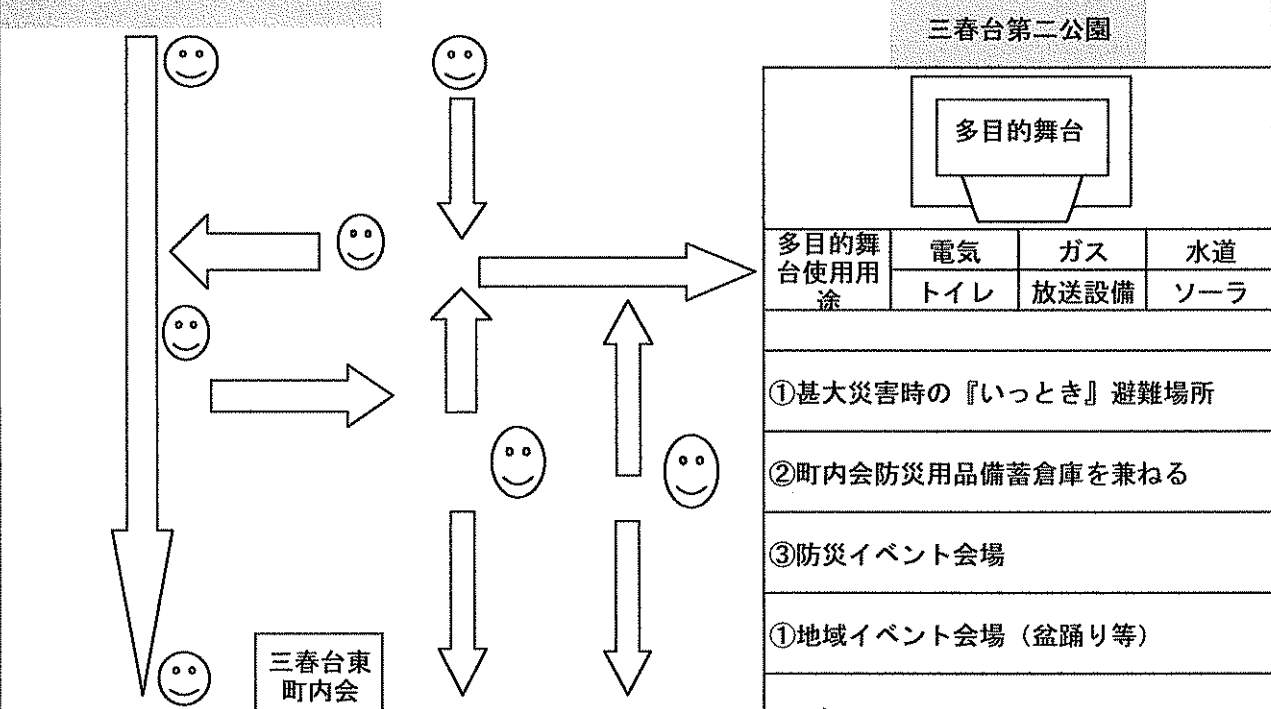 三春台第二公園
多目的舞台
多目的舞
台使用用
途
電気
ガス
水道
トイレ
放送設備
ソーラ
①甚大災害時の『いっとき』避難場所
②町内会防災用品備蓄倉庫を兼ねる
③防災イベント会場
①地域イベント会場（盆踊り等）
三春台東
町内会